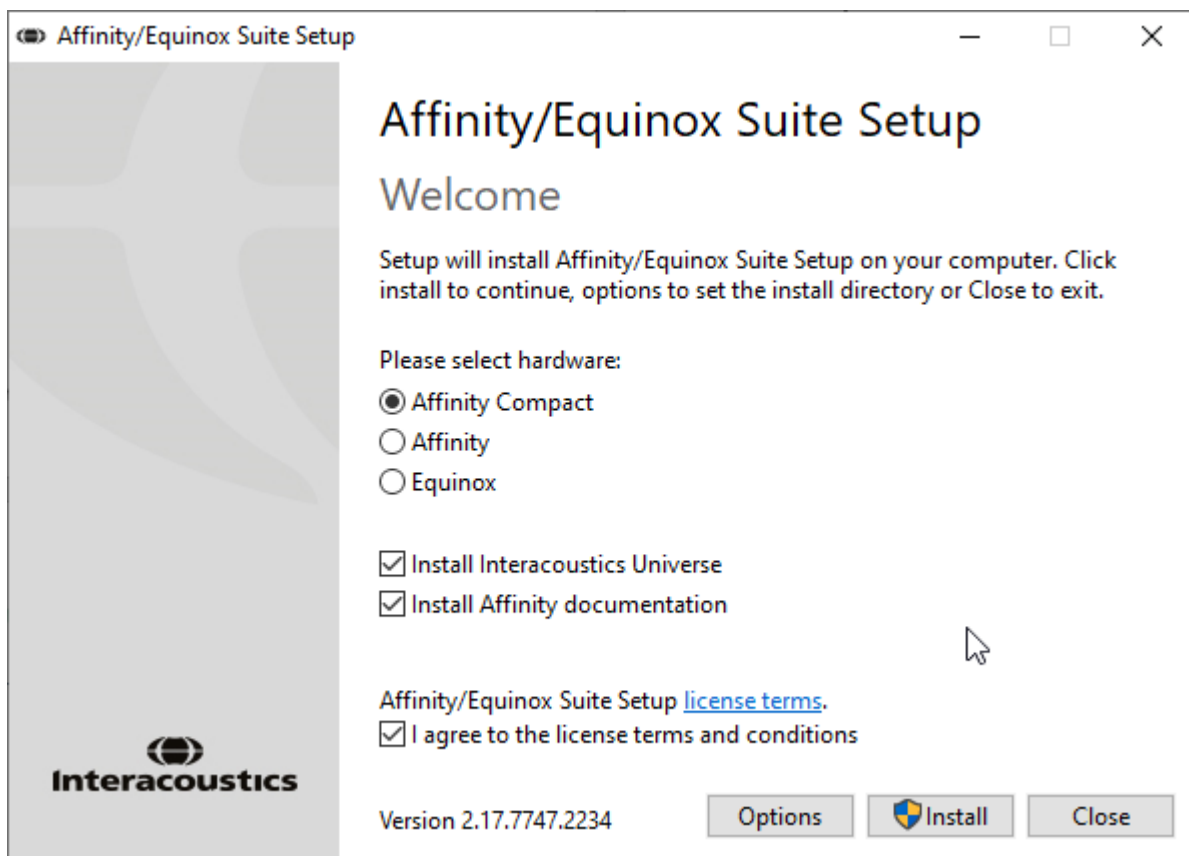 Affinity/Equinox Suite Setup
Affinity/Equinox Suite Setup
Welcome
Setup will install Affinity/Equinox Suite Setup on your computer. Click
install to continue, options to set the install directory or Close to exit.
Please select hardware:
Affinity Compact
Affinity
Equinox
Install Interacoustics Universe
Install Affinity documentation
Affinity/Equinox Suite Setup license terms.
I agree to the license terms and conditions
Interacoustics
Version 2.17.7747.2234
Options
Install
Close